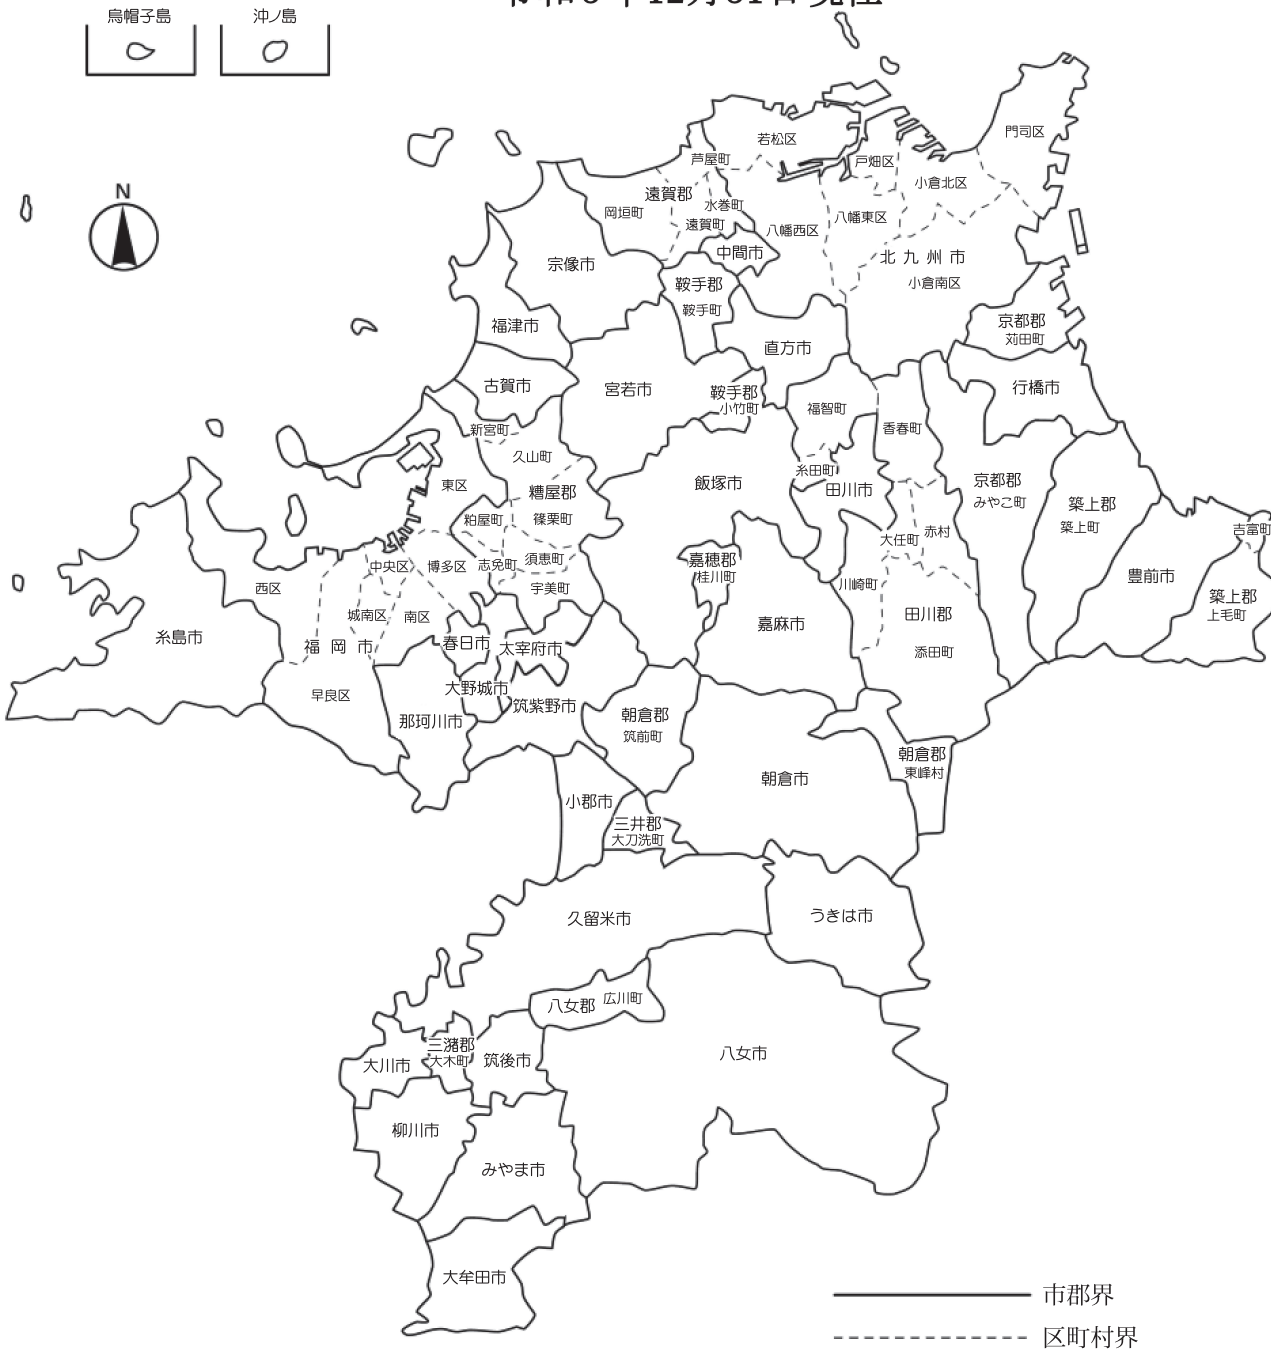 烏帽子島
沖ノ島
N
門司区
若松区
芦屋町
戸畑区
遠賀郡
小倉北区
岡垣町
水巻町
八幡東区
遠賀町
八幡西区
中間市
北九州市
宗像市
小倉南区
鞍手郡
鞍手町
福津市
京都郡
苅田町
直方市
古賀市
宮若市
鞍手郡
小竹町
行橋市
福智町
新宮町
香春町
久山町
糸田町
東区
飯塚市
田川市
京都郡
みやこ町
糟屋郡
築上郡
粕屋町
篠栗町
築上町
吉富町
大任町
赤村
嘉穂郡
桂川町
須恵町
志免町
中央区
博多区
豊前市
川崎町
西区
宇美町
築上郡
上毛町
城南区
南区
田川郡
嘉麻市
糸島市
福岡市
春日市
太宰府市
添田町
大野城市
早良区
筑紫野市
那珂川市
朝倉郡
筑前町
朝倉郡
東峰村
朝倉市
小郡市
三井郡
大刀洗町
久留米市
うきは市
八女郡
広川町
三潴郡
大木町
大川市
筑後市
八女市
柳川市
みやま市
大牟田市
市郡界
区町村界